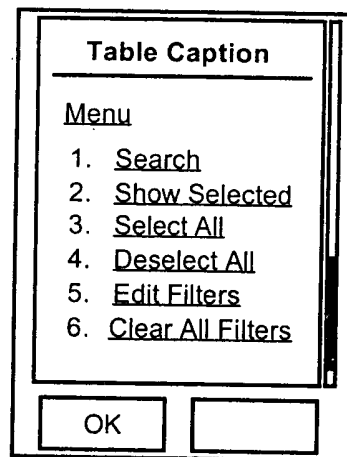 Table Caption
Menu
1. Search
2. Show Selected
3. Select All
4. Deselect All
5. Edit Filters
6. Clear All Filters
OK